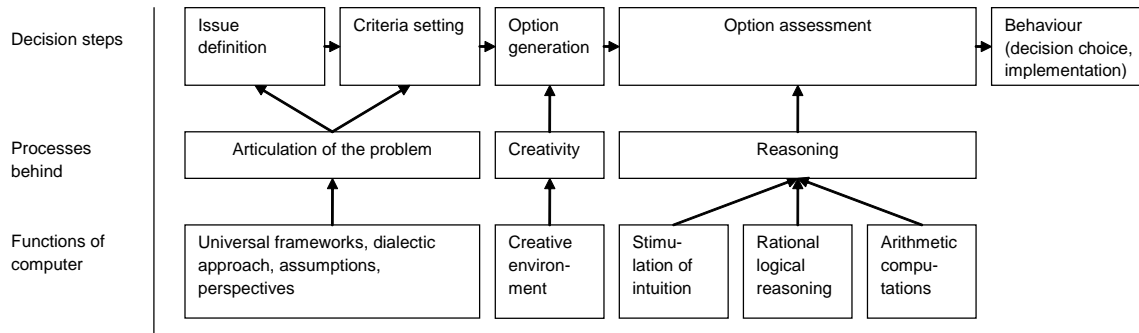 Decision steps
Issue
definition
Criteria setting
Option
generation
Option assessment
Behaviour
(decision choice,
implementation)
Processes
behind
Articulation of the problem
Creativity
Reasoning
Functions of
computer
Universal frameworks, dialectic
approach, assumptions,
perspectives
Creative
environ-
ment
Stimu-
lation of
intuition
Rational
logical
reasoning
Arithmetic
compu-
tations